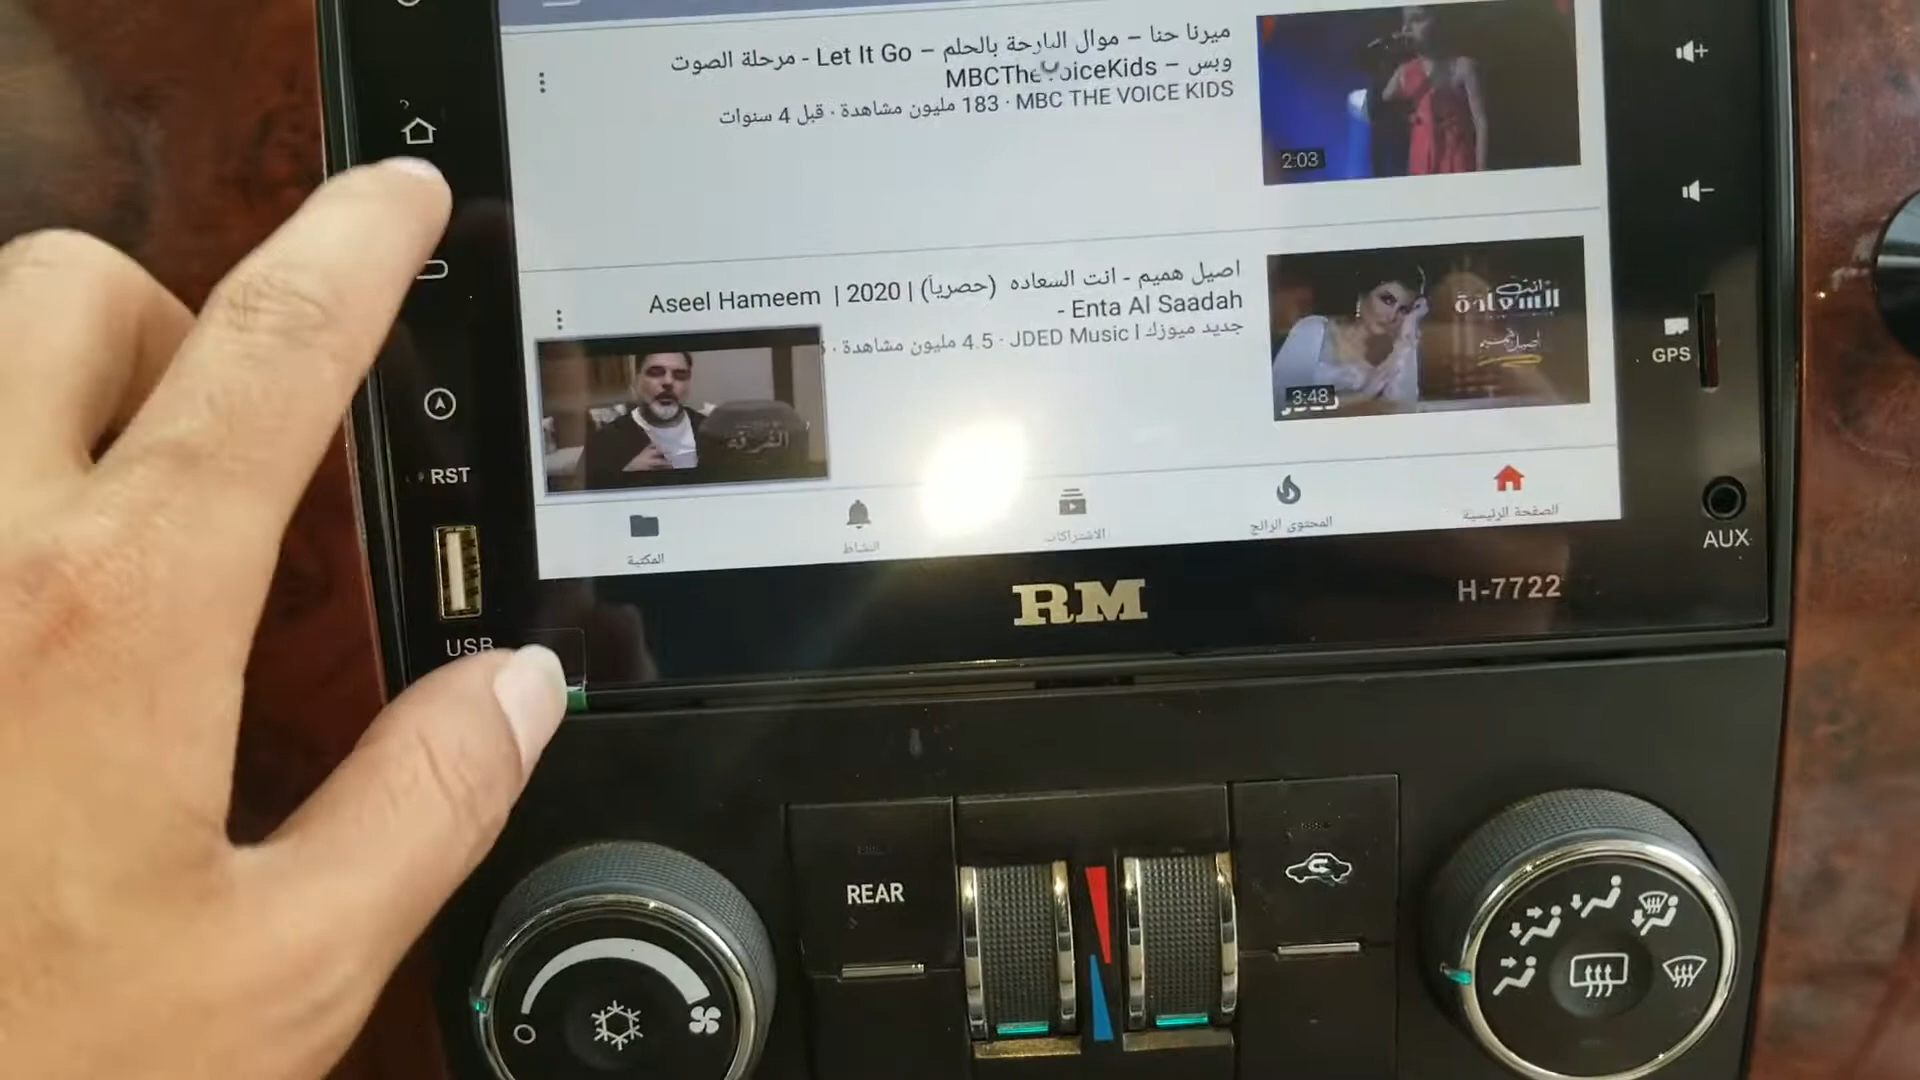 ميرنا حنا – موال البارحة بالحلم – Let It Go - مرحلة الصوت
وبس – MBCTheVoiceKids
MBC THE VOICE KIDS · 183 مليون مشاهدة · قبل 4 سنوات
2:03
اصيل هميم - انت السعاده (حصرياً) | 2020 | Aseel Hameem
- Enta Al Saadah
جديد ميوزك | JDED Music · 4.5 مليون مشاهدة ·
انت
السعادة
اصيل هميم
3:48
الفرقه
الصفحة الرئيسية
المحتوى الرائج
الاشتراكات
النشاط
المكتبة
GPS
RST
AUX
USB
RM
H-7722
REAR